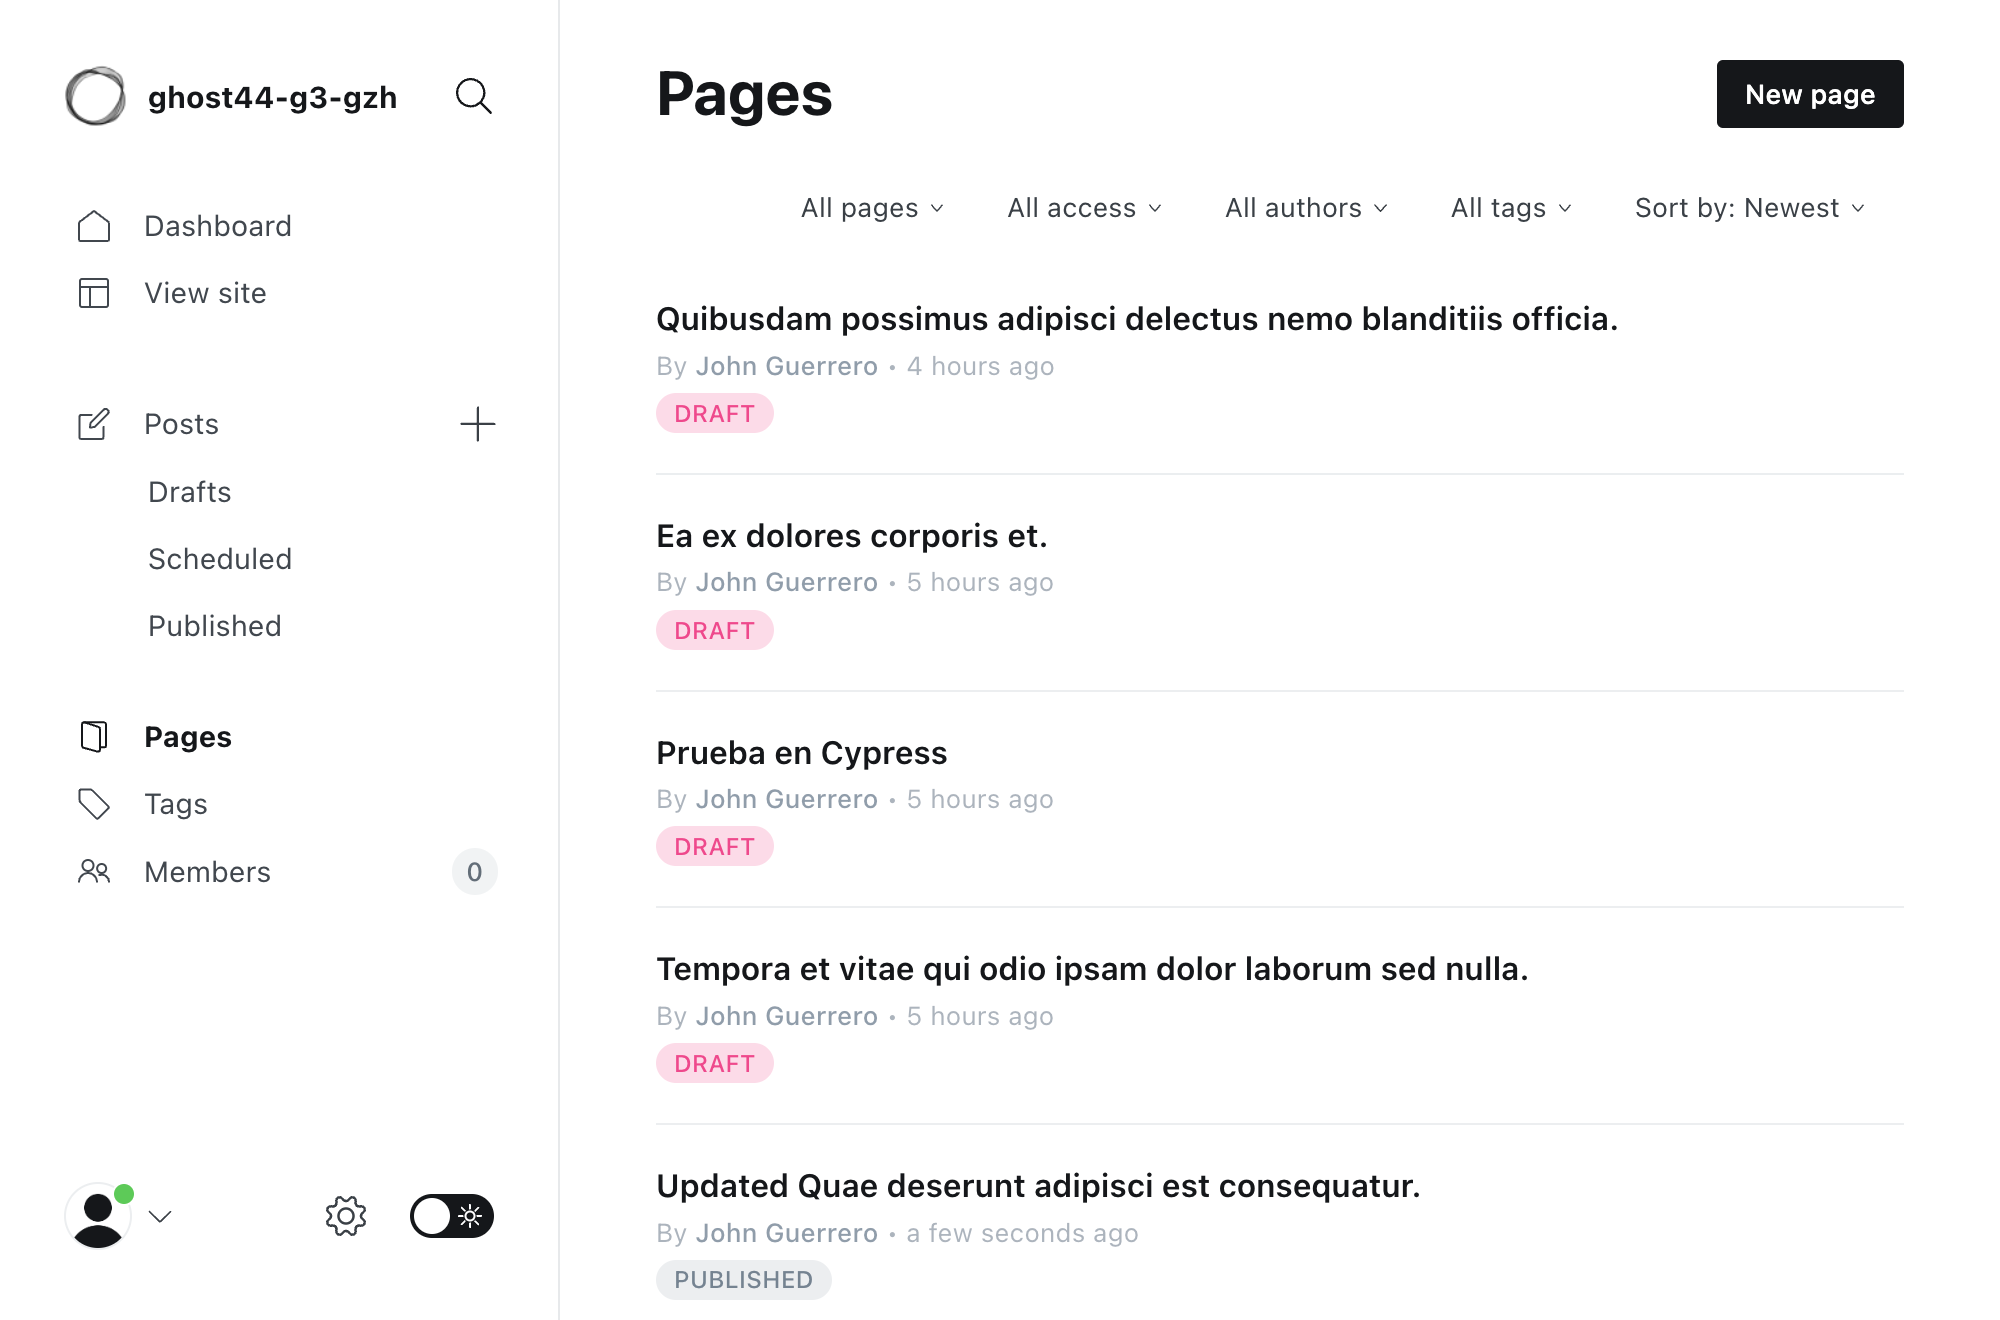 ghost44-g3-gzh
Dashboard
View site
Posts
Drafts
Scheduled
Published
Pages
Tags
Members 0
Pages
New page
All pages All access All authors All tags Sort by: Newest
Quibusdam possimus adipisci delectus nemo blanditiis officia.
By John Guerrero • 4 hours ago
DRAFT
Ea ex dolores corporis et.
By John Guerrero • 5 hours ago
DRAFT
Prueba en Cypress
By John Guerrero • 5 hours ago
DRAFT
Tempora et vitae qui odio ipsam dolor laborum sed nulla.
By John Guerrero • 5 hours ago
DRAFT
Updated Quae deserunt adipisci est consequatur.
By John Guerrero • a few seconds ago
PUBLISHED